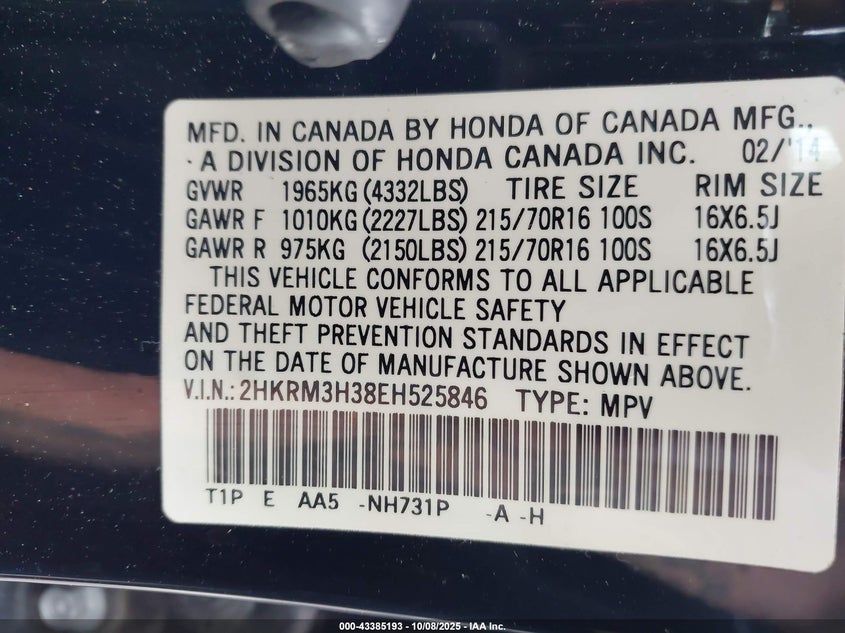 MFD. IN CANADA BY HONDA OF CANADA MFG.,
A DIVISION OF HONDA CANADA INC. 02/'14
GVWR 1965KG (4332LBS) TIRE SIZE RIM SIZE
GAWR F 1010KG (2227LBS) 215/70R16 100S 16X6.5J
GAWR R 975KG (2150LBS) 215/70R16 100S 16X6.5J
THIS VEHICLE CONFORMS TO ALL APPLICABLE
FEDERAL MOTOR VEHICLE SAFETY
AND THEFT PREVENTION STANDARDS IN EFFECT
ON THE DATE OF MANUFACTURE SHOWN ABOVE.
V.I.N.: 2HKRM3H38EH525846 TYPE: MPV
T1P E AA5 -NH731P -A -H
000-43385193 - 10/08/2025 - IAA Inc.